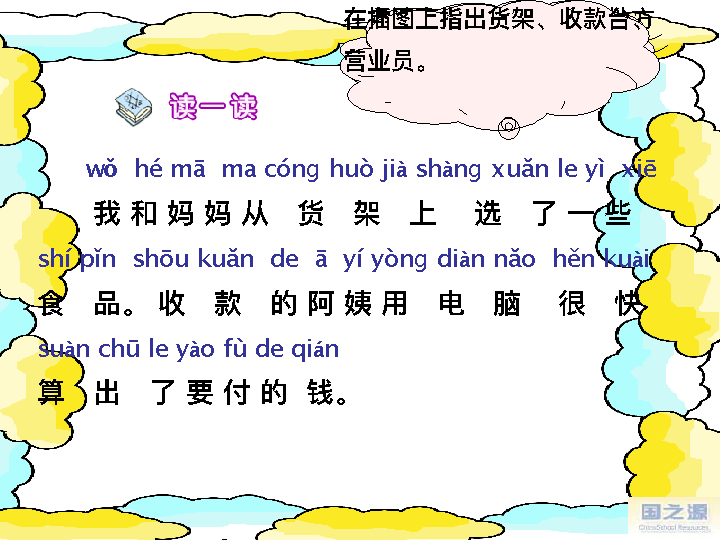 在插图上指出货架、收款台、
营业员。
读一读
wǒ hé mā ma cóng huò jià shàng xuǎn le yì xiē
我和妈妈从货架上选了一些
shí pǐn shōu kuǎn de ā yí yòng diàn nǎo hěn kuài
食品。收款的阿姨用电脑很快
suàn chū le yào fù de qián
算出了要付的钱。
国之源